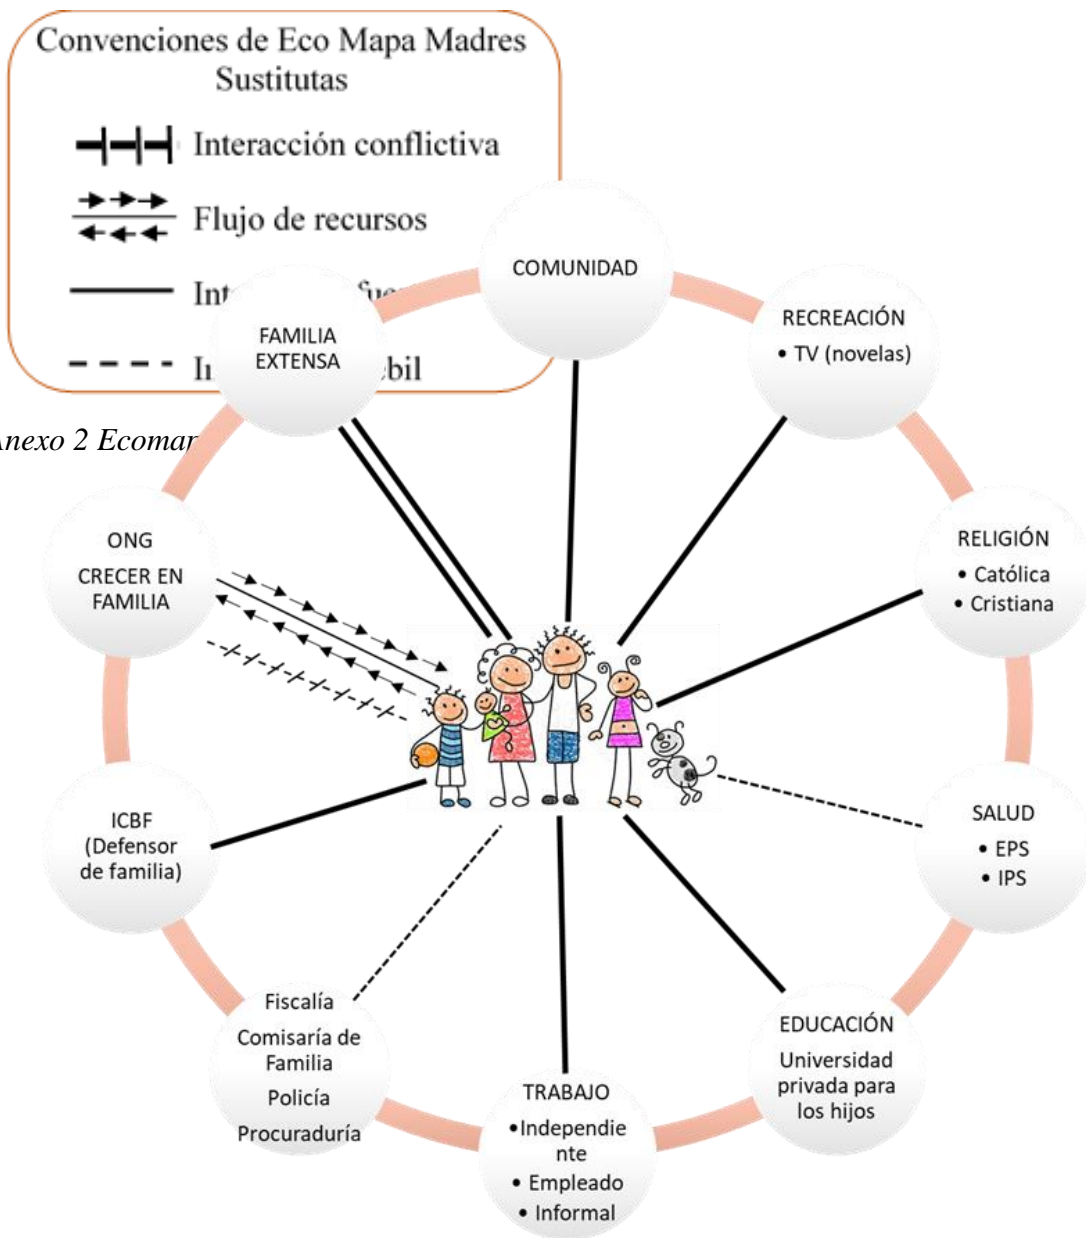 Convenciones de Eco Mapa Madres
Sustitutas
Interacción conflictiva
Flujo de recursos
COMUNIDAD
RECREACIÓN
• TV (novelas)
FAMILIA
EXTENSA
Anexo 2
ONG
CRECER EN
FAMILIA
RELIGIÓN
• Católica
• Cristiana
ICBF
(Defensor
de familia)
SALUD
• EPS
• IPS
Fiscalía
Comisaría de
Familia
Policía
Procuraduría
EDUCACIÓN
Universidad
privada para
los hijos
TRABAJO
•Independie
nte
• Empleado
• Informal